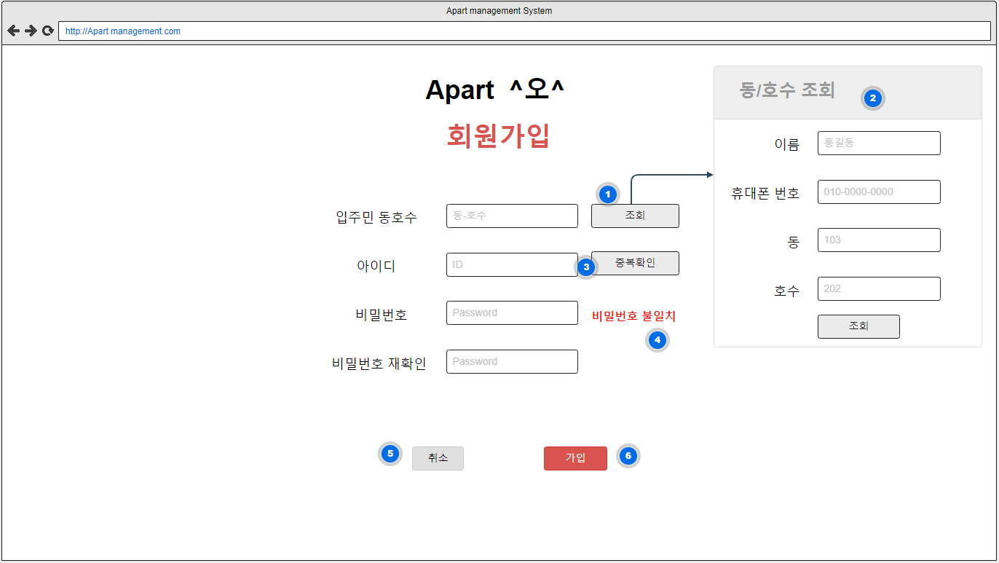 Apart management System
http://Apart management.com
Apart ^오^
회원가입
1
입주민 동호수 동-호수 조회
아이디 ID 3 중복확인
비밀번호 Password 비밀번호 불일치
4
비밀번호 재확인 Password
5 취소 가입 6
동/호수 조회 2
이름 홍길동
휴대폰 번호 010-0000-0000
동 103
호수 202
조회